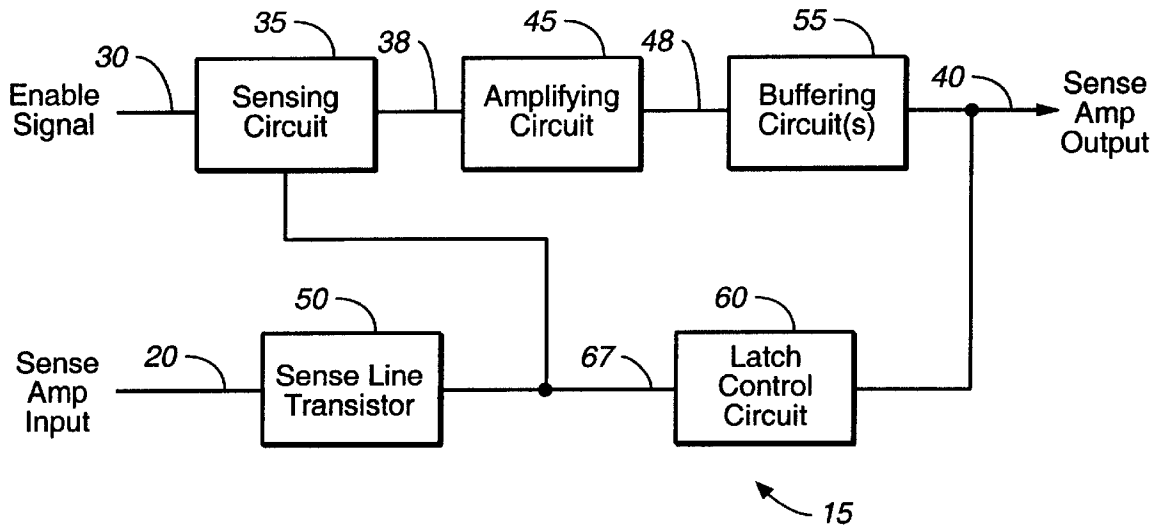 35
45
55
30
38
48
40
Enable
Signal
Sensing
Circuit
Amplifying
Circuit
Buffering
Circuit(s)
Sense
Amp
Output
50
60
20
67
Sense
Amp
Input
Sense Line
Transistor
Latch
Control
Circuit
15